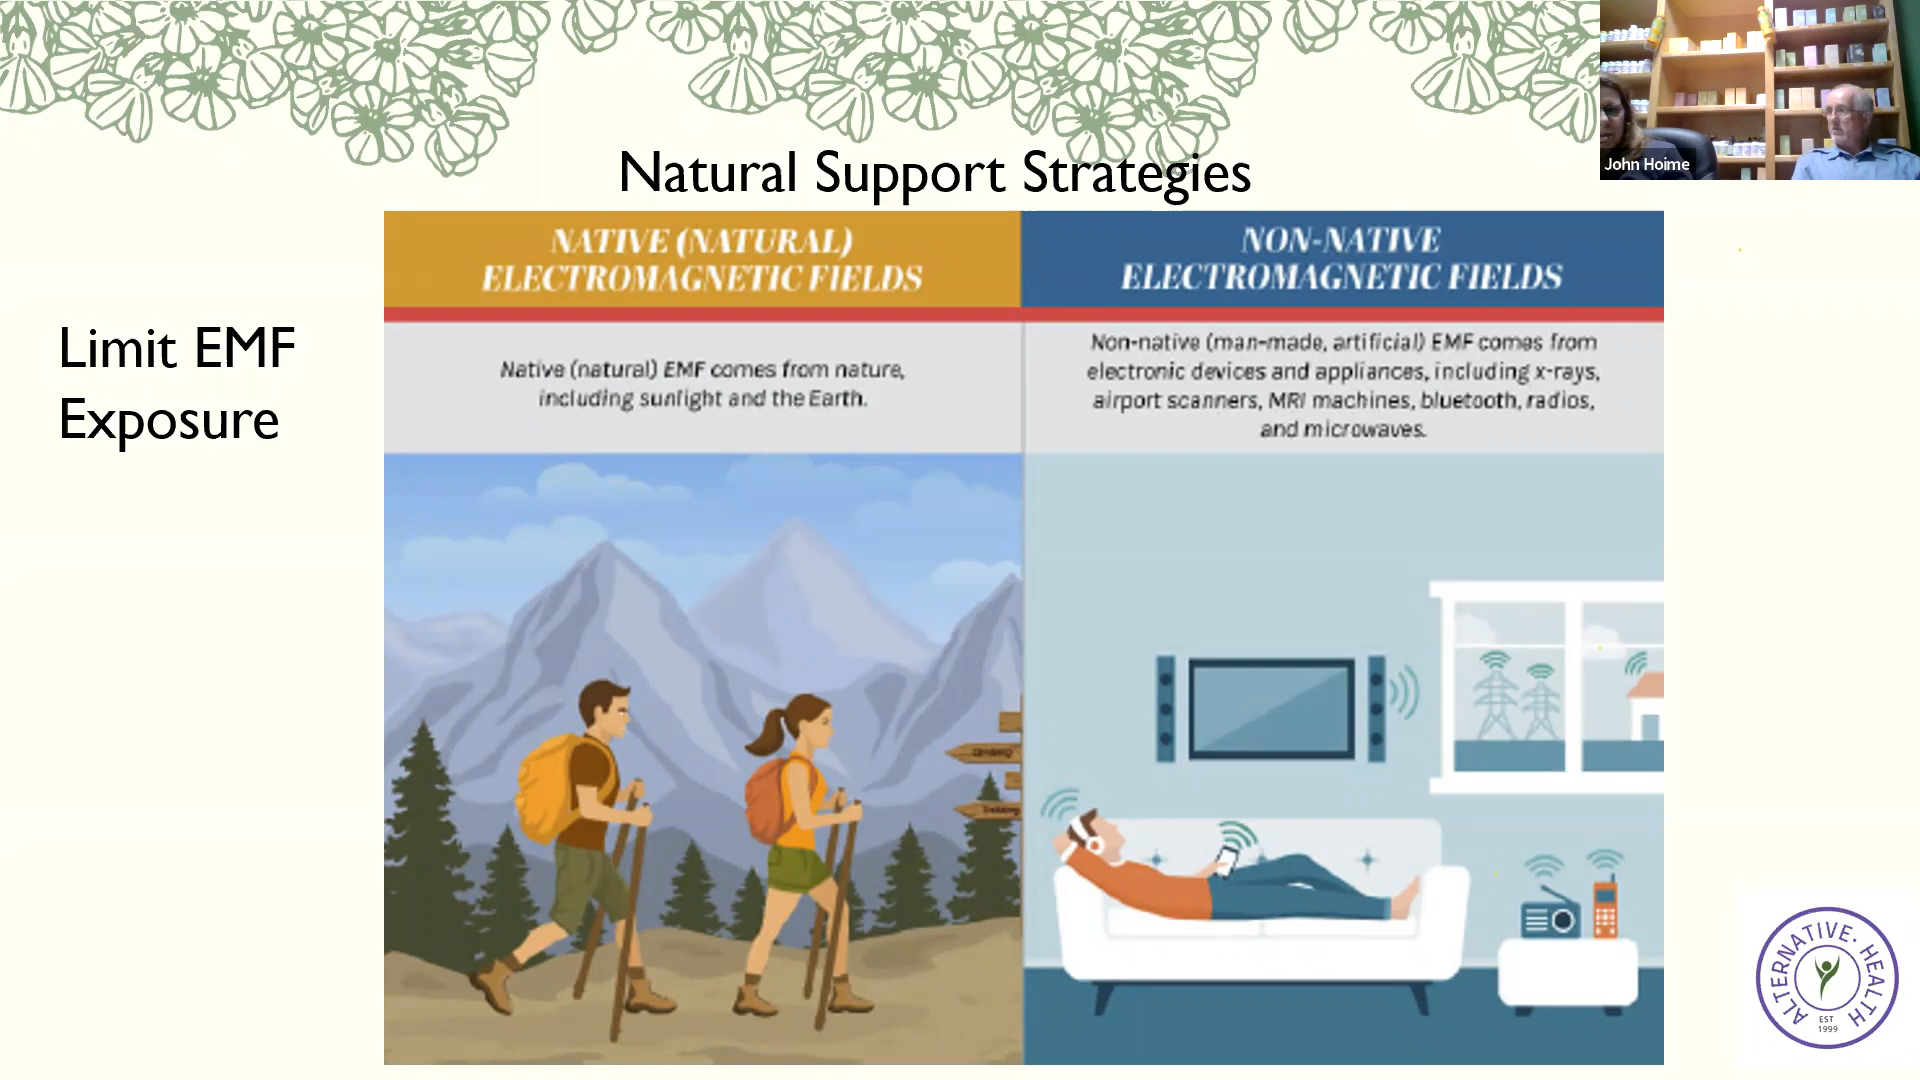 Natural Support Strategies
John Hoime
NATIVE (NATURAL)
ELECTROMAGNETIC FIELDS
NON-NATIVE
ELECTROMAGNETIC FIELDS
Limit EMF
Exposure
Native (natural) EMF comes from nature,
including sunlight and the Earth.
Non-native (man-made, artificial) EMF comes from
electronic devices and appliances, including x-rays,
airport scanners, MRI machines, bluetooth, radios,
and microwaves.
ALTERNATIVE · HEALTH
EST
1999